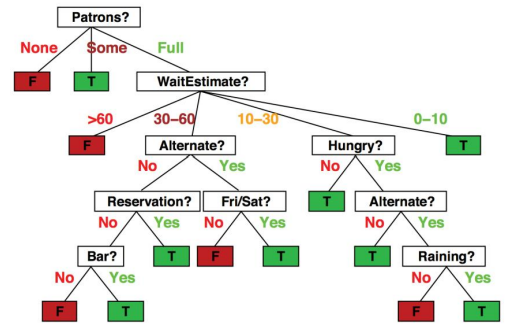 Patrons?
None Some Full
F T WaitEstimate?
>60 30–60 10–30 0–10
F Alternate? Hungry? T
No Yes No Yes
Reservation? Fri/Sat? T Alternate?
No Yes No Yes No Yes
Bar? T F T T Raining?
No Yes No Yes
F T F T